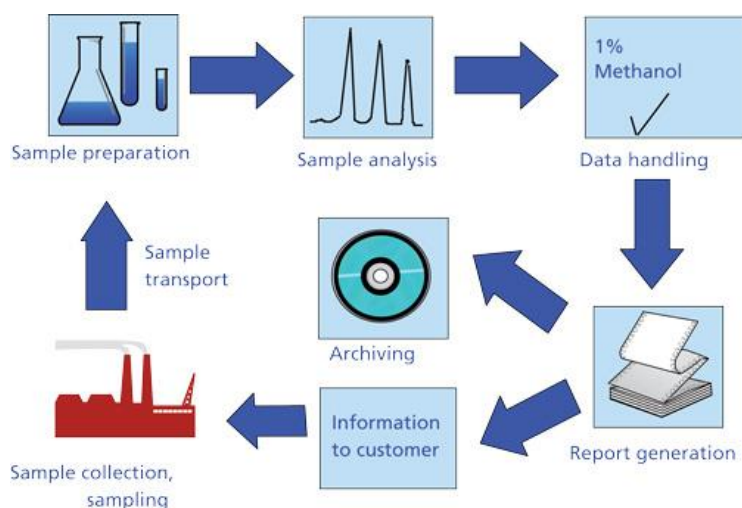 1%
Methanol
Sample preparation
Sample analysis
Data handling
Sample
transport
Archiving
Information
to customer
Report generation
Sample collection,
sampling